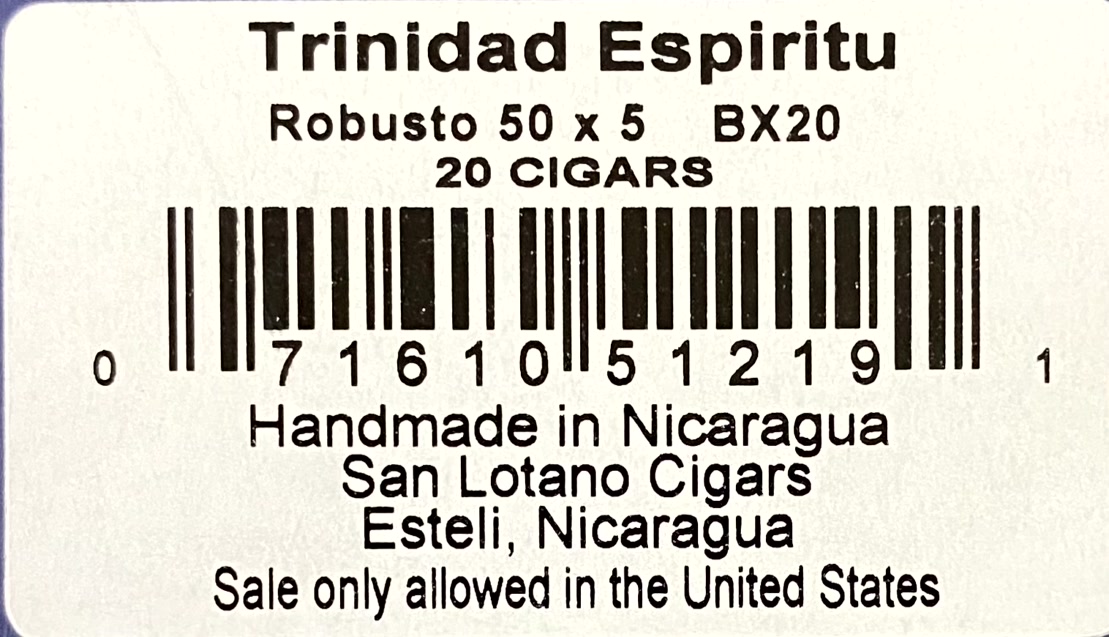 Trinidad Espiritu
Robusto 50 x 5 BX20
20 CIGARS
0 71610 51219 1
Handmade in Nicaragua
San Lotano Cigars
Esteli, Nicaragua
Sale only allowed in the United States